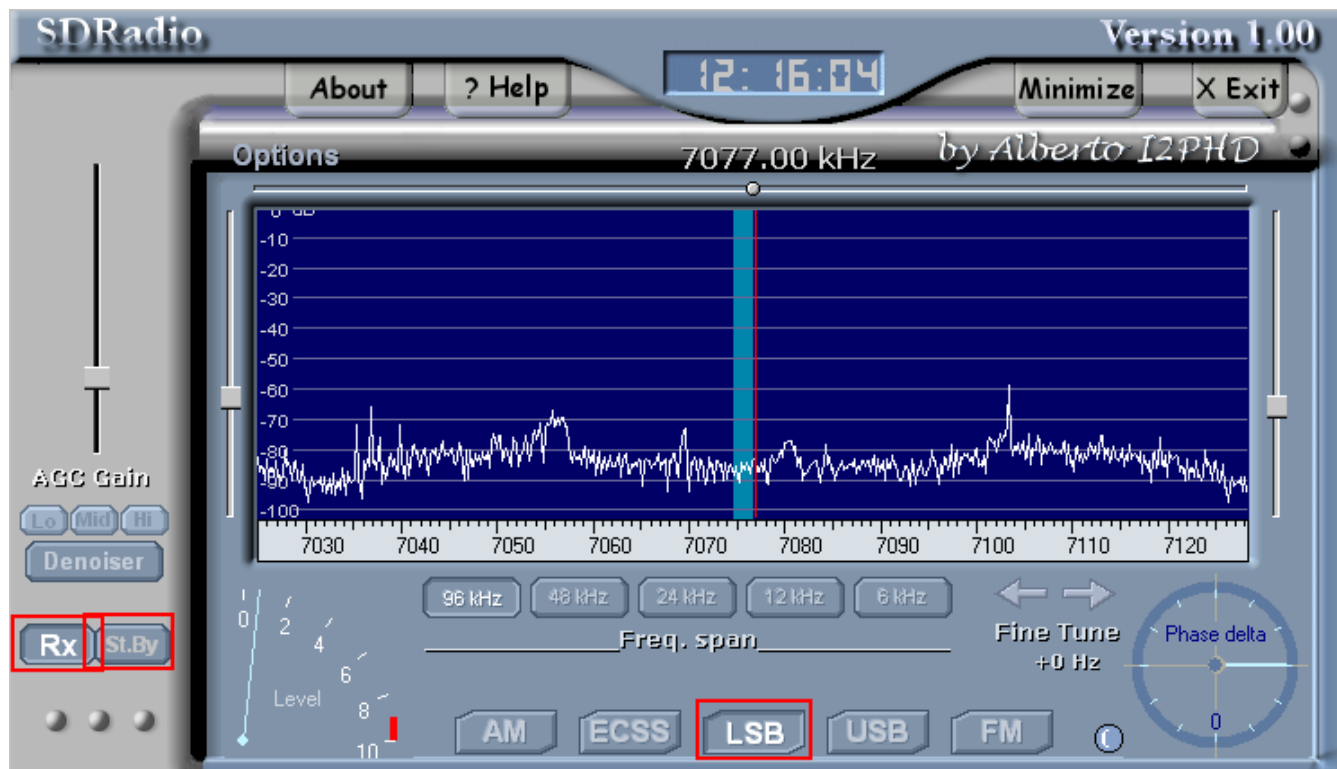 SDRadio
Version 1.00
12:16:04
About
? Help
Minimize
X Exit
Options
7077.00 kHz
by Alberto I2PHD
0 dB
-10
-20
-30
-40
-50
-60
-70
-80
-90
-100
7030 7040 7050 7060 7070 7080 7090 7100 7110 7120
AGC Gain
Lo Mid Hi
Denoiser
Rx St.By
96 kHz 48 kHz 24 kHz 12 kHz 6 kHz
Freq. span
Fine Tune
+0 Hz
Phase delta
0
0
2
4
6
8
10
Level
AM ECSS LSB USB FM
C